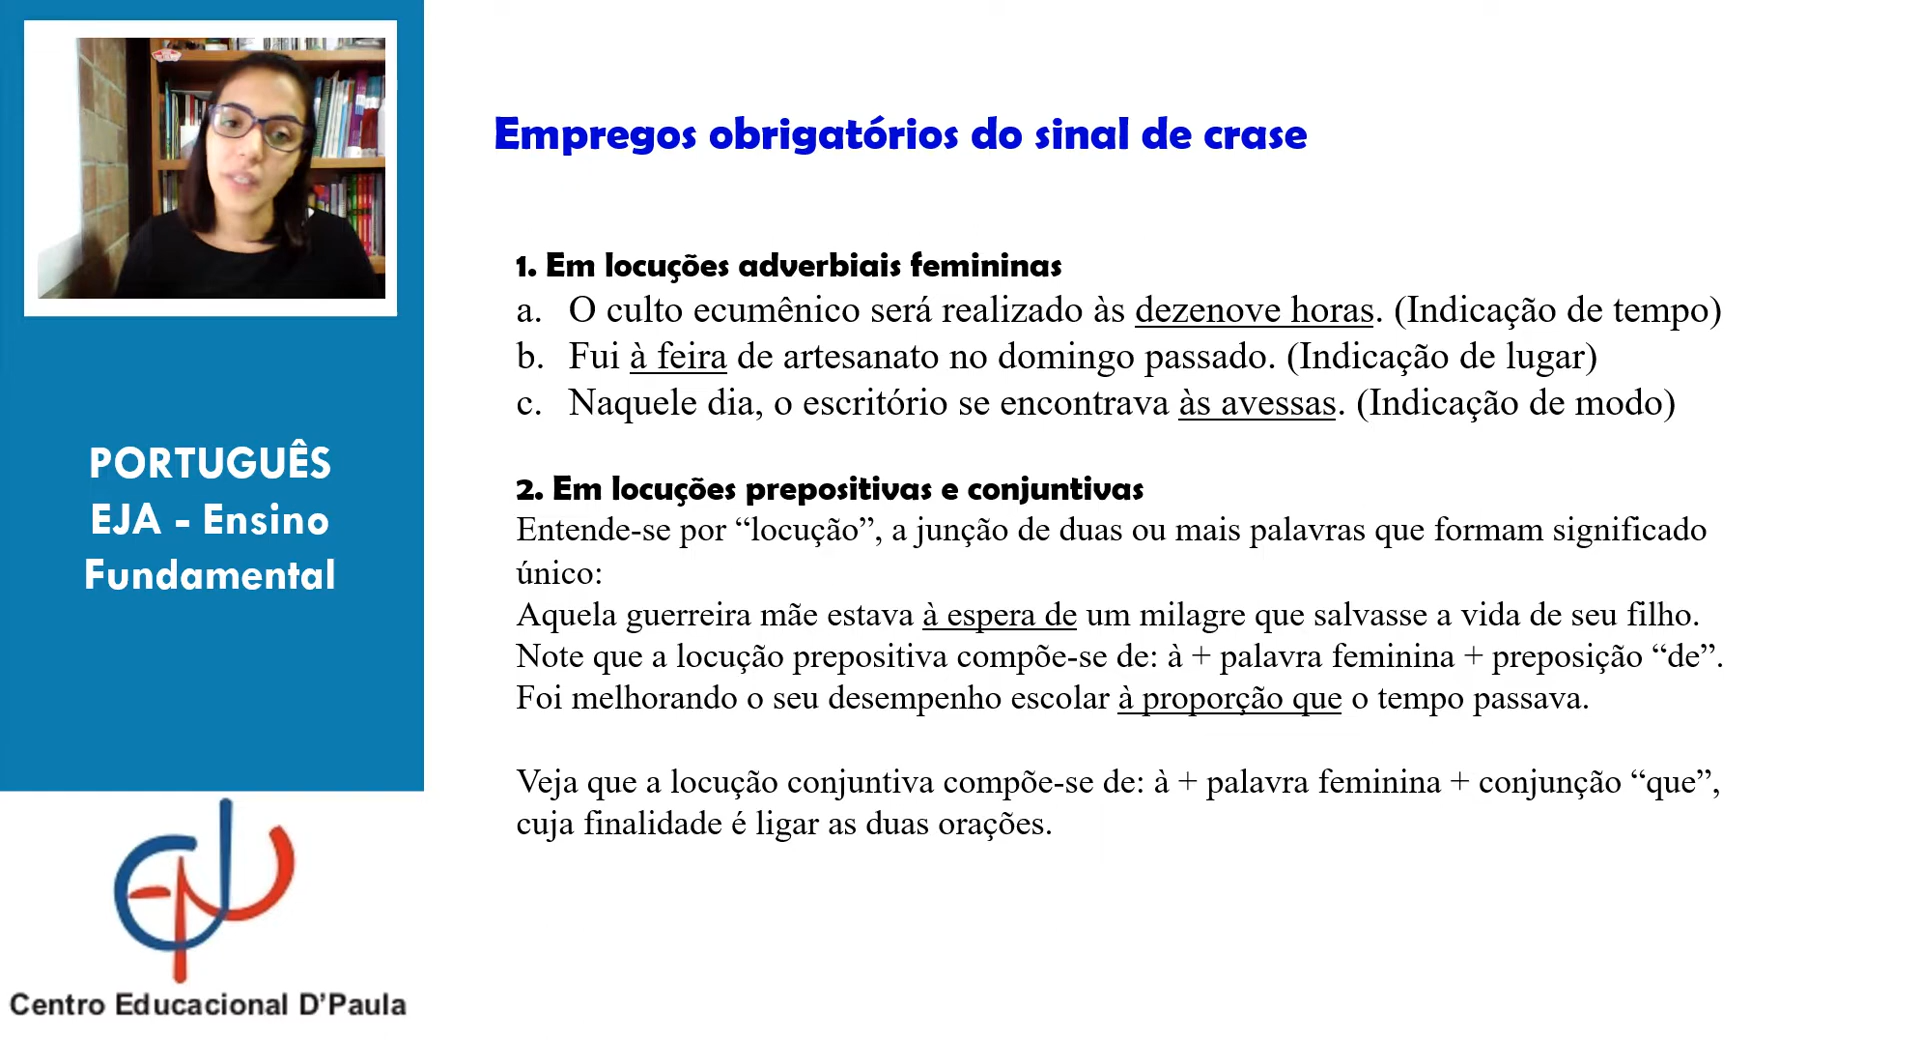 Empregos obrigatórios do sinal de crase
1. Em locuções adverbiais femininas
a. O culto ecumênico será realizado às dezenove horas. (Indicação de tempo)
b. Fui à feira de artesanato no domingo passado. (Indicação de lugar)
c. Naquele dia, o escritório se encontrava às avessas. (Indicação de modo)
2. Em locuções prepositivas e conjuntivas
Entende-se por “locução”, a junção de duas ou mais palavras que formam significado
único:
Aquela guerreira mãe estava à espera de um milagre que salvasse a vida de seu filho.
Note que a locução prepositiva compõe-se de: à + palavra feminina + preposição “de”.
Foi melhorando o seu desempenho escolar à proporção que o tempo passava.
Veja que a locução conjuntiva compõe-se de: à + palavra feminina + conjunção “que”,
cuja finalidade é ligar as duas orações.
PORTUGUÊS
EJA - Ensino
Fundamental
Centro Educacional D’Paula